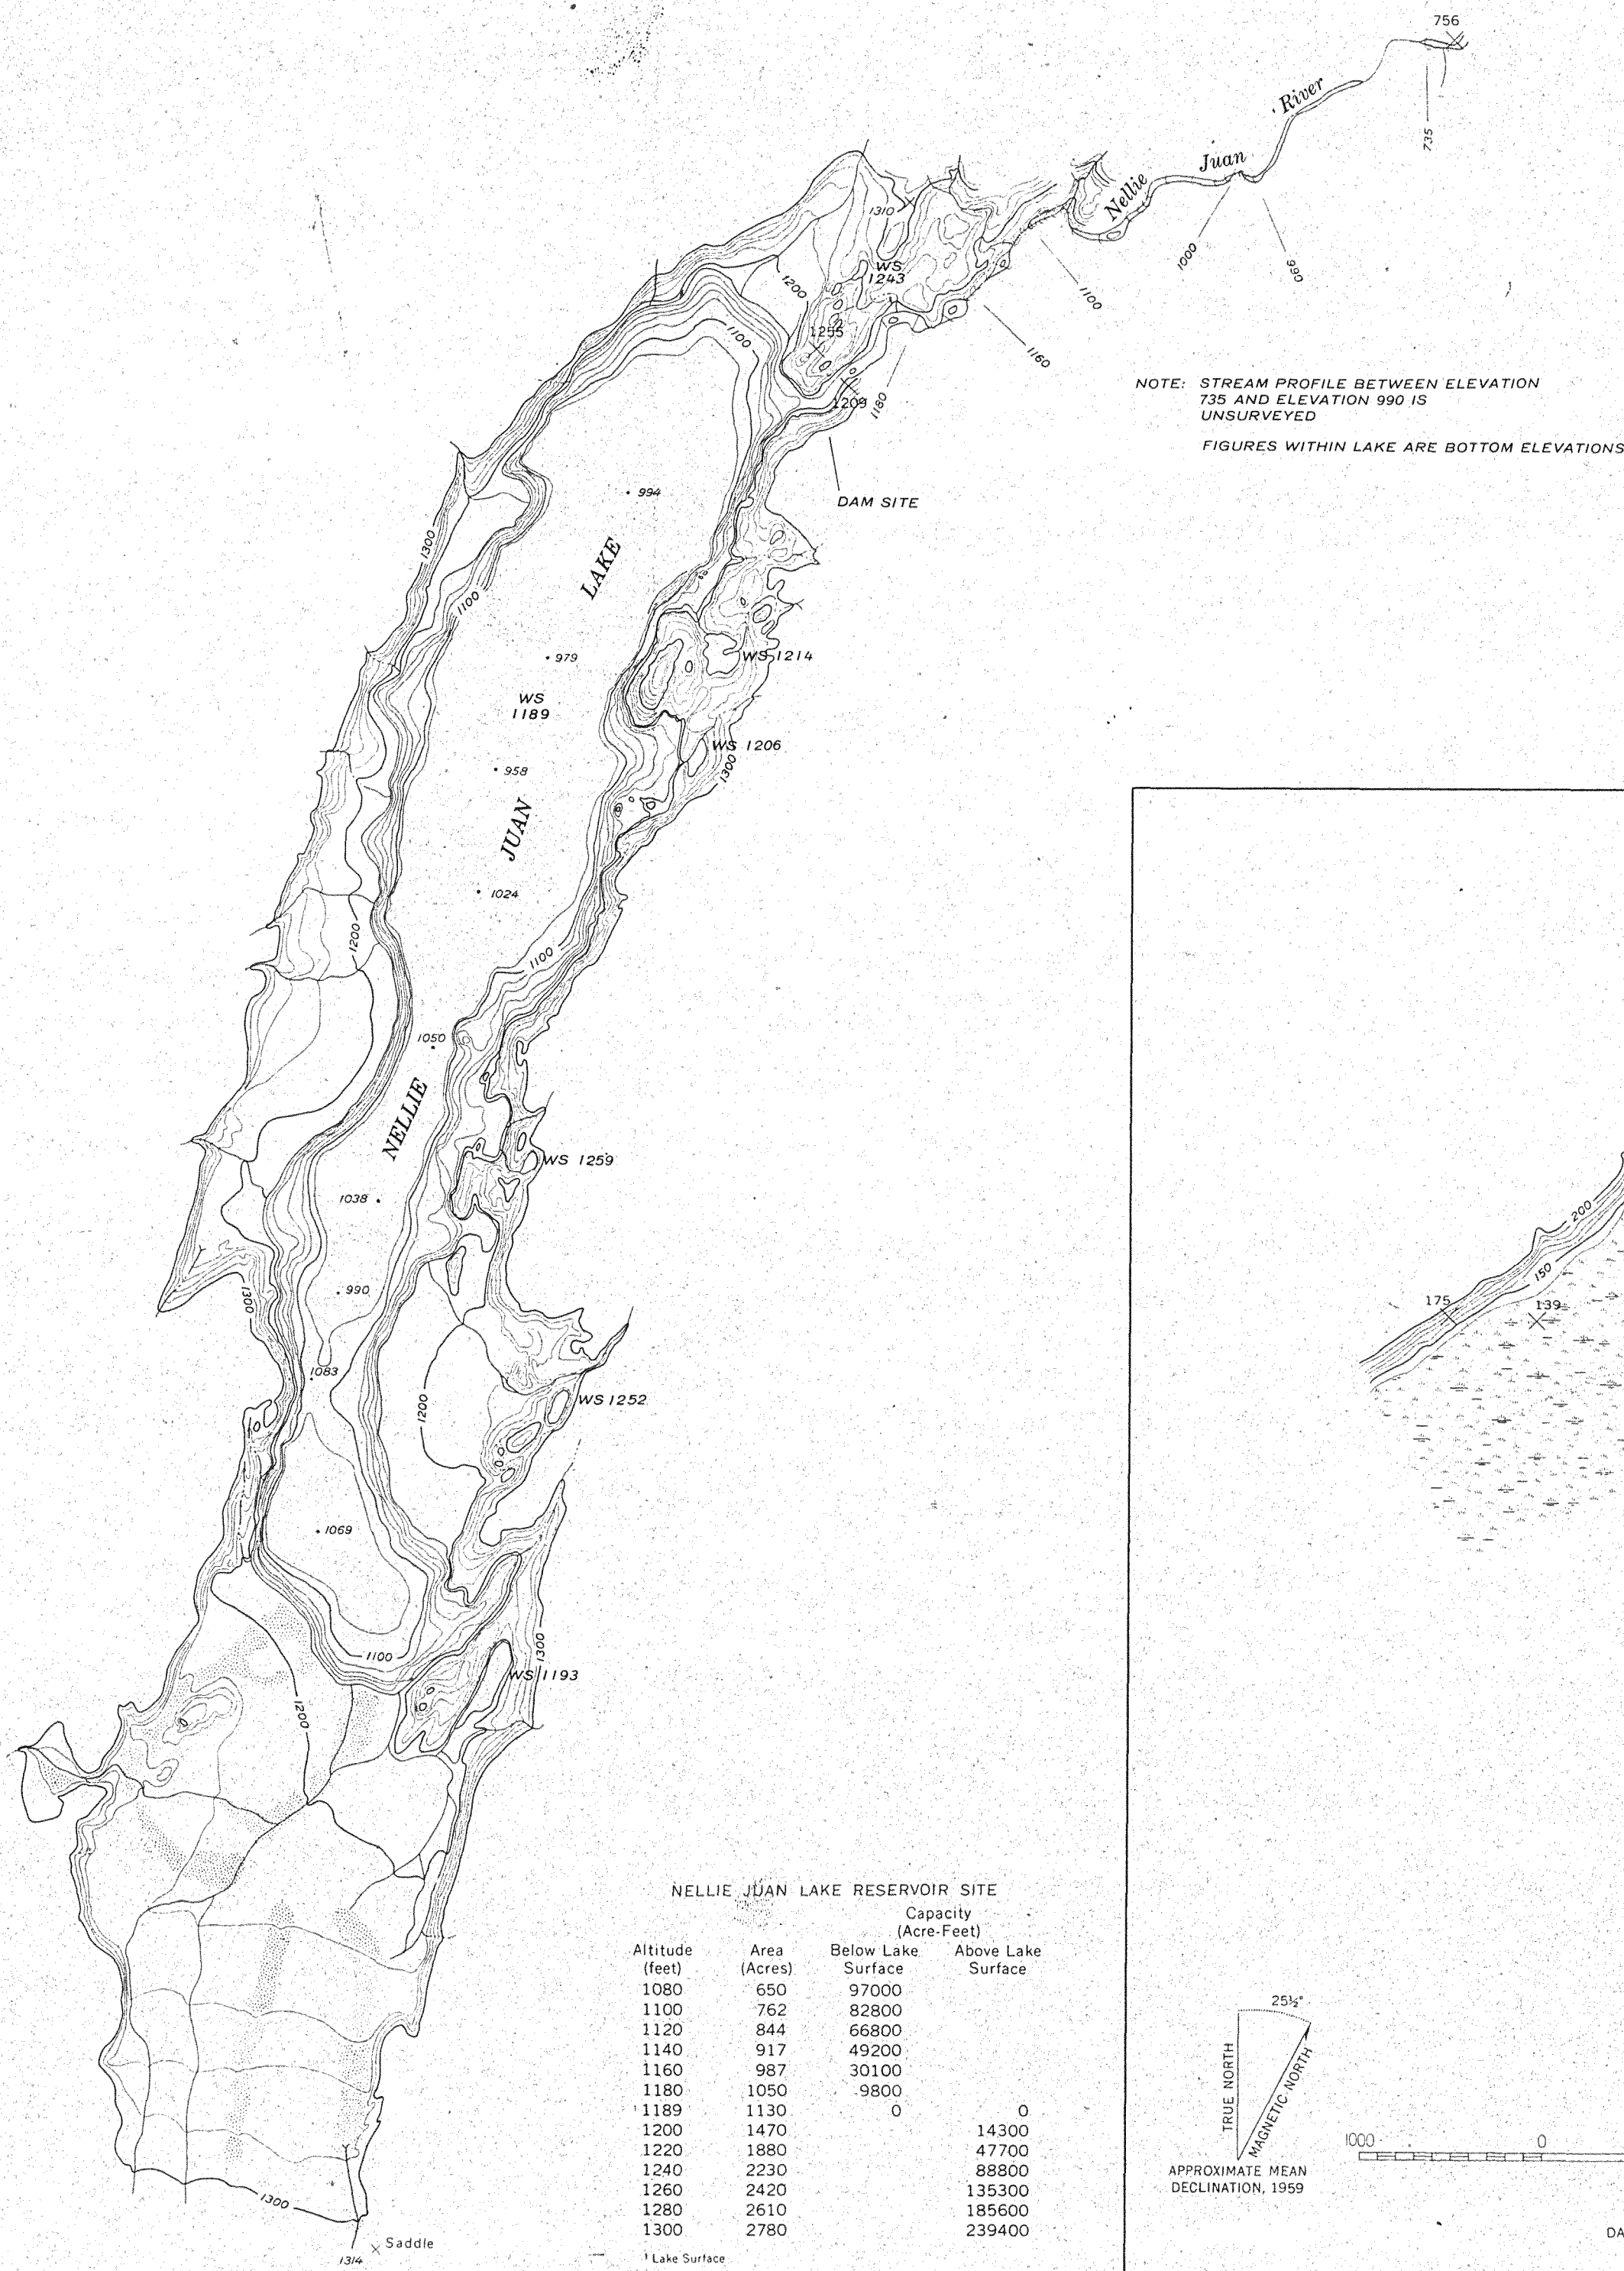 756
River
735
Juan
Nellie
1310
WS
1243
1200
1000
990
1100
1100
1255
1160
1209
1180
NOTE: STREAM PROFILE BETWEEN ELEVATION
735 AND ELEVATION 990 IS
UNSURVEYED
FIGURES WITHIN LAKE ARE BOTTOM ELEVATIONS
DAM SITE
994
1300
LAKE
1100
979
WS 1214
WS
1189
WS 1206
958
1300
JUAN
1024
1200
1100
1050
NELLIE
WS 1259
1038
990
1300
1083
1200
WS 1252
200
150
175
139
1069
1100
1300
WS 1193
1200
NELLIE JUAN LAKE RESERVOIR SITE
Capacity
(Acre-Feet)
Altitude Area Below Lake Above Lake
(feet) (Acres) Surface Surface
1080 650 97000
1100 762 82800
1120 844 66800
1140 917 49200
1160 987 30100
1180 1050 9800
¹1189 1130 0 0
1200 1470 14300
1220 1880 47700
1240 2230 88800
1260 2420 135300
1280 2610 185600
1300 2780 239400
¹ Lake Surface
25½°
TRUE NORTH
MAGNETIC NORTH
APPROXIMATE MEAN
DECLINATION, 1959
1000 0
DA
1300
Saddle
1314